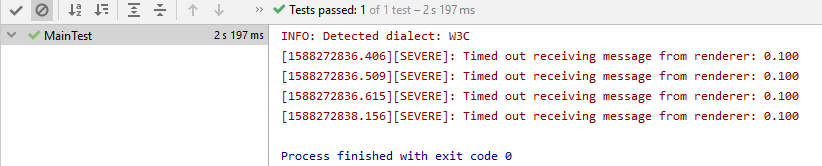 Tests passed: 1 of 1 test – 2 s 197 ms
MainTest 2 s 197 ms
INFO: Detected dialect: W3C
[1588272836.406][SEVERE]: Timed out receiving message from renderer: 0.100
[1588272836.509][SEVERE]: Timed out receiving message from renderer: 0.100
[1588272836.615][SEVERE]: Timed out receiving message from renderer: 0.100
[1588272838.156][SEVERE]: Timed out receiving message from renderer: 0.100
Process finished with exit code 0